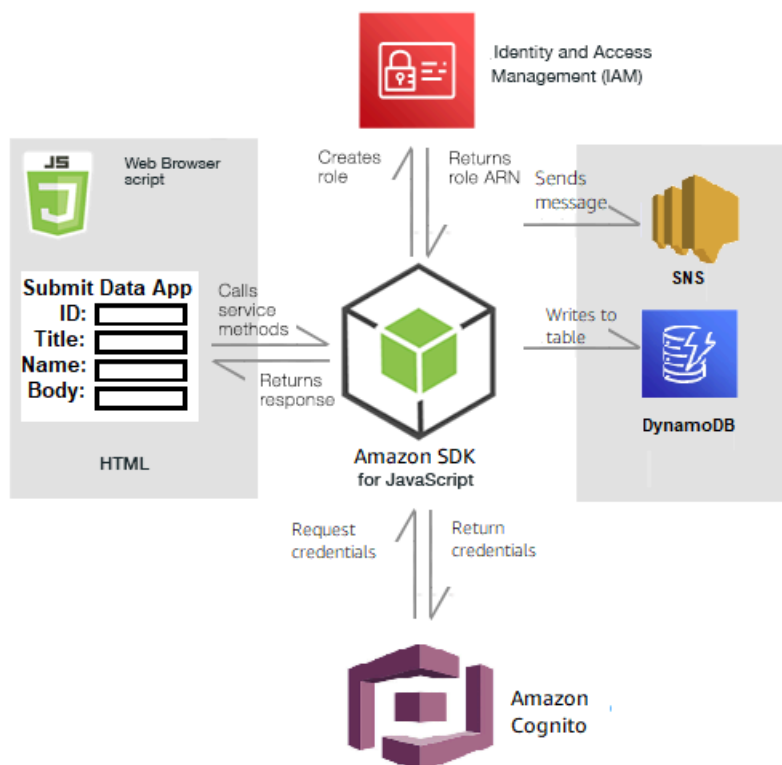 Identity and Access
Management (IAM)
JS
Web Browser
script
Creates
role
Returns
role ARN
Sends
message
SNS
Submit Data App
ID:
Title:
Name:
Body:
HTML
Calls
service
methods
Returns
response
Writes to
table
DynamoDB
Amazon SDK
for JavaScript
Request
credentials
Return
credentials
Amazon
Cognito